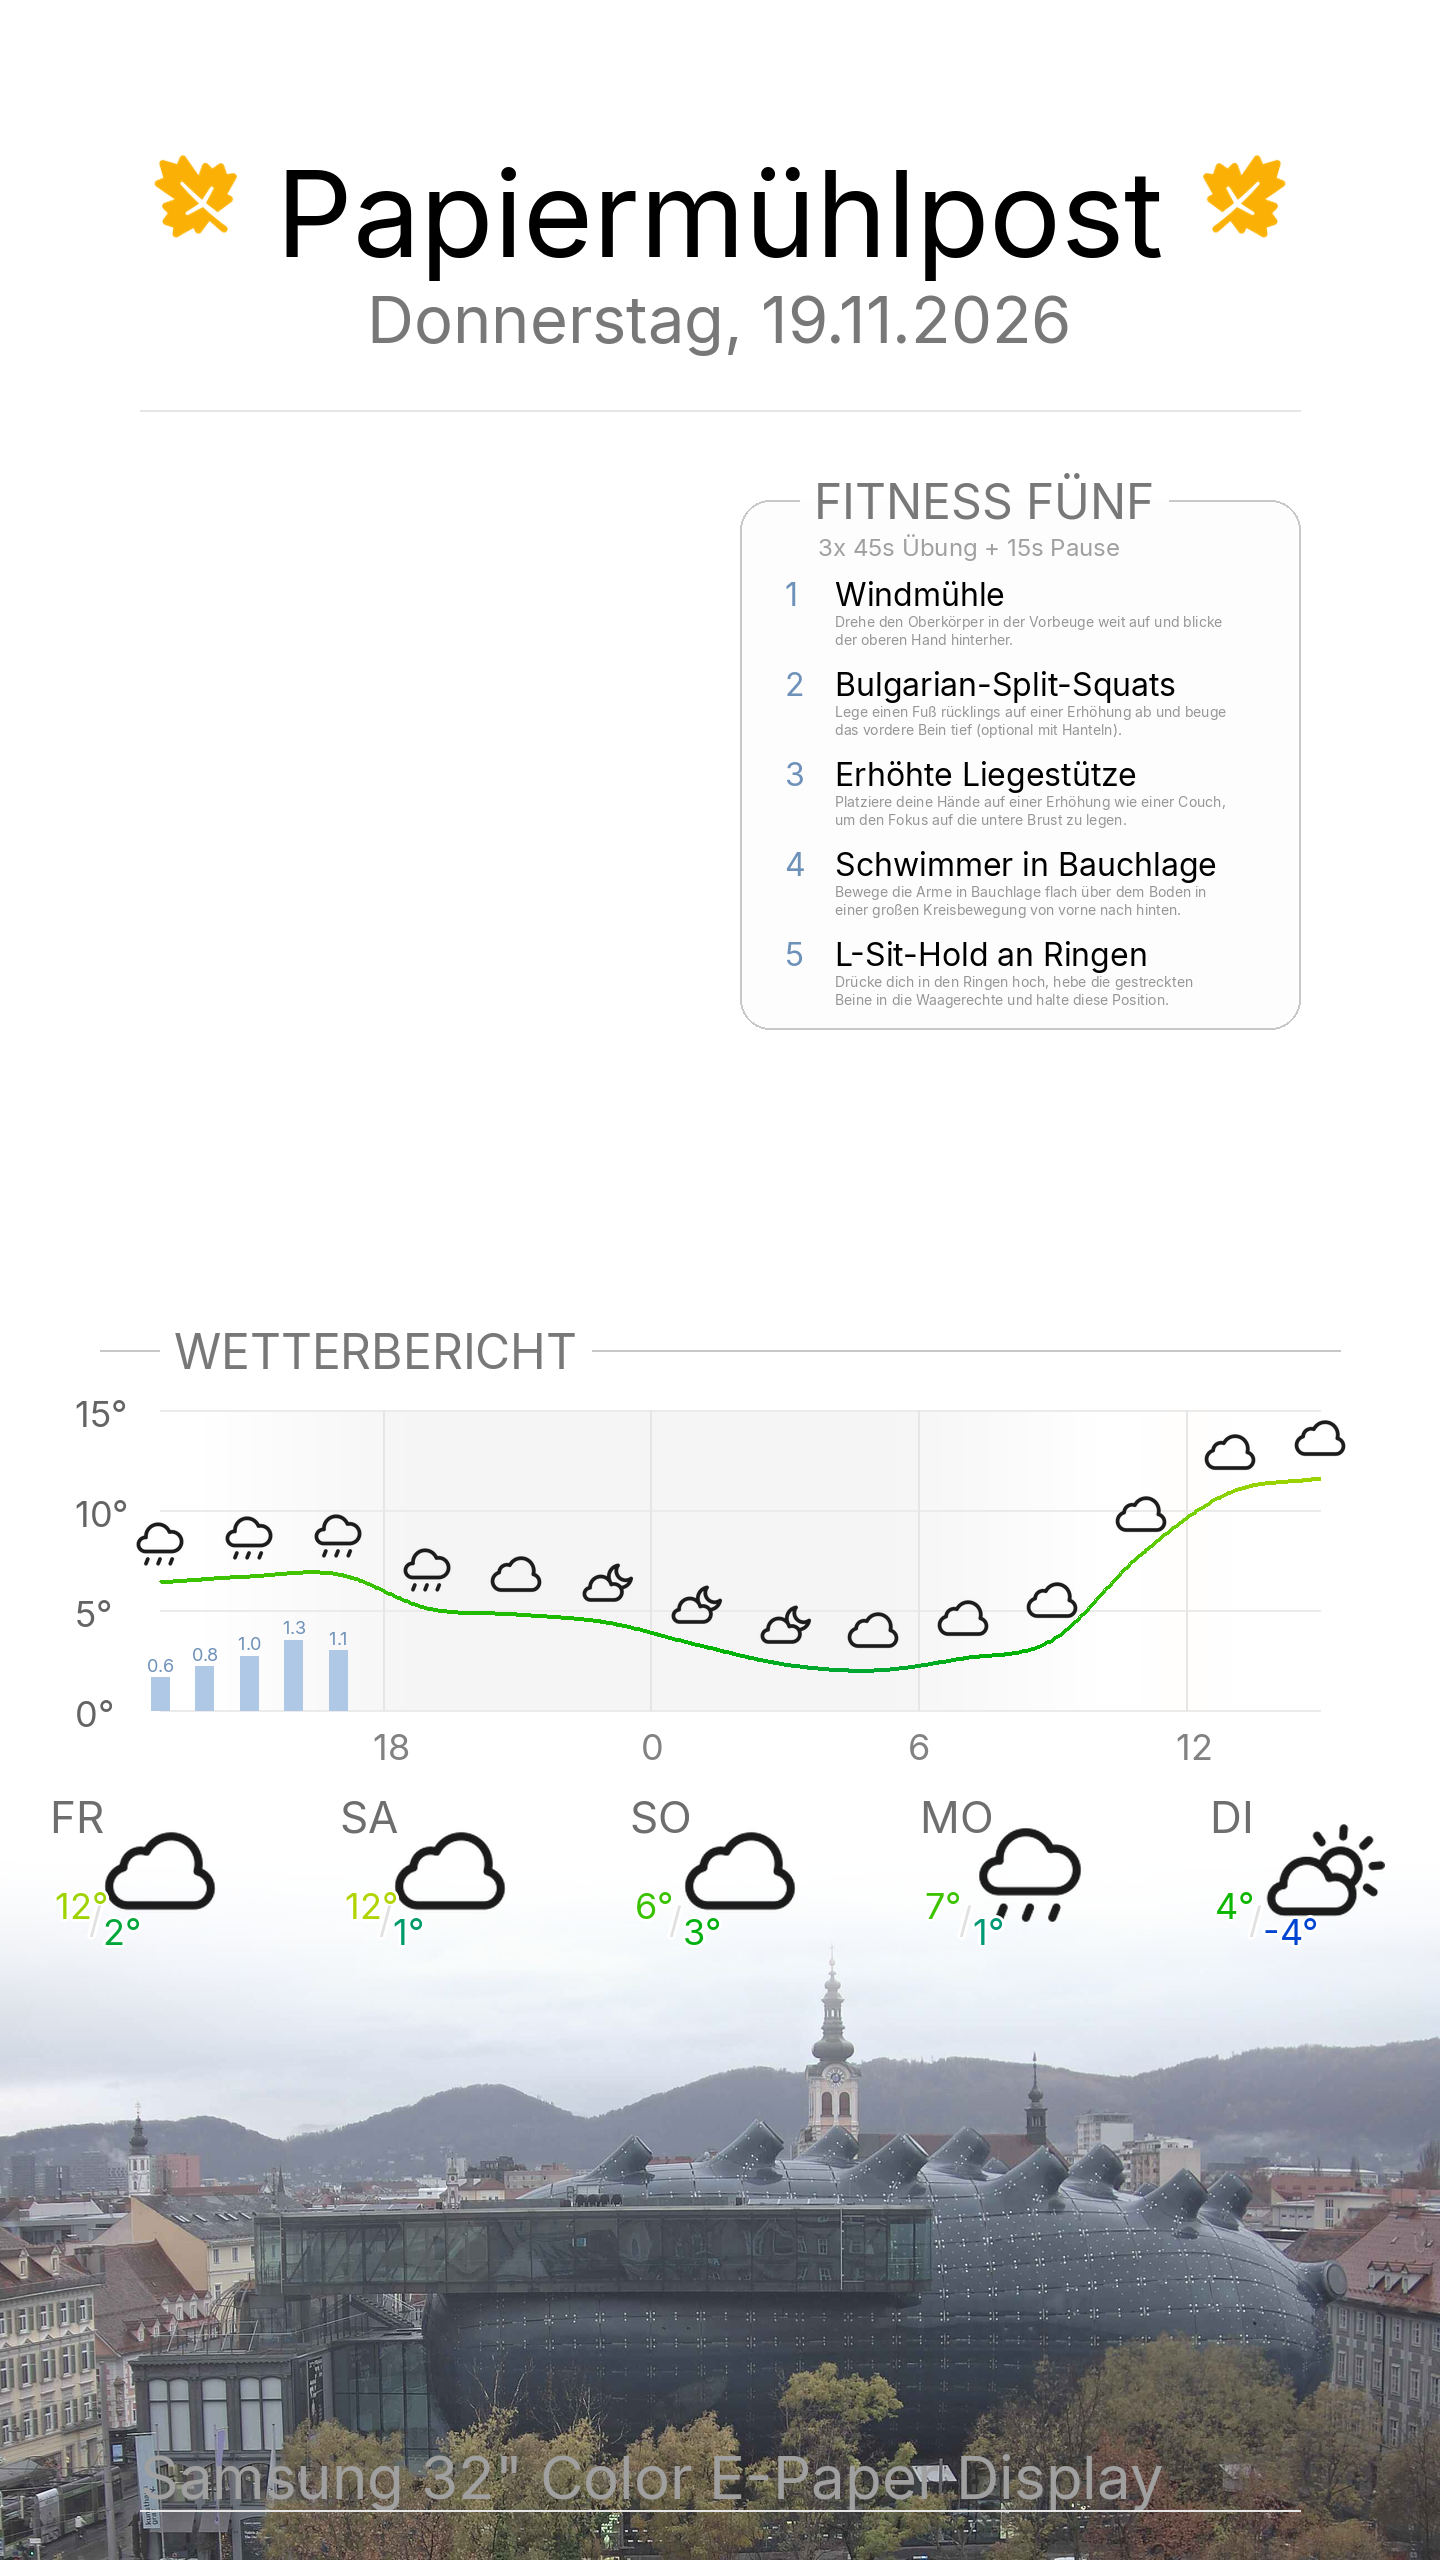 Papiermühlpost
Donnerstag, 19.11.2026
FITNESS FÜNF
3x 45s Übung + 15s Pause
1 Windmühle
Drehe den Oberkörper in der Vorbeuge weit auf und blicke
der oberen Hand hinterher.
2 Bulgarian-Split-Squats
Lege einen Fuß rücklings auf einer Erhöhung ab und beuge
das vordere Bein tief (optional mit Hanteln).
3 Erhöhte Liegestütze
Platziere deine Hände auf einer Erhöhung wie einer Couch,
um den Fokus auf die untere Brust zu legen.
4 Schwimmer in Bauchlage
Bewege die Arme in Bauchlage flach über dem Boden in
einer großen Kreisbewegung von vorne nach hinten.
5 L-Sit-Hold an Ringen
Drücke dich in den Ringen hoch, hebe die gestreckten
Beine in die Waagerechte und halte diese Position.
WETTERBERICHT
15°
10°
5°
0°
0.6 0.8 1.0 1.3 1.1
18 0 6 12
FR SA SO MO DI
12°/2° 12°/1° 6°/3° 7°/1° 4°/-4°
Samsung 32" Color E-Paper Display